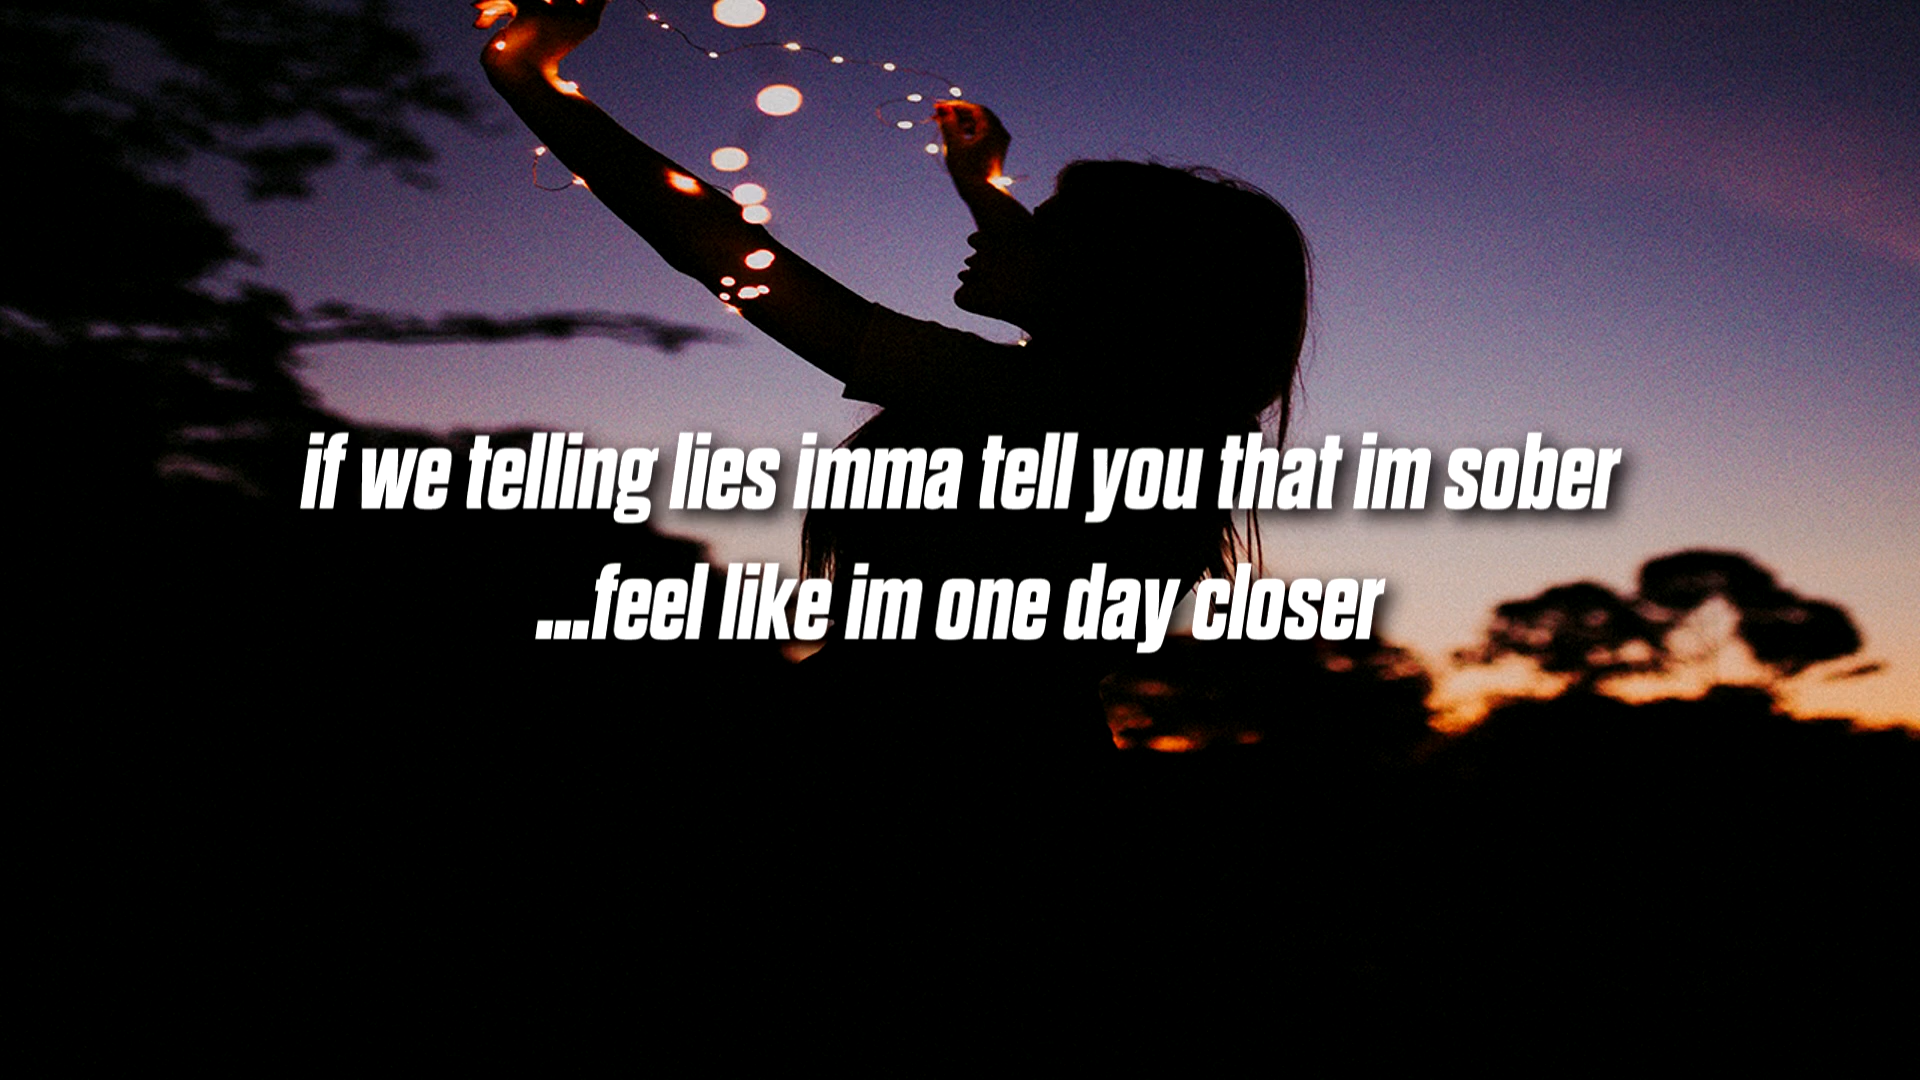 if we telling lies imma tell you that im sober
...feel like im one day closer